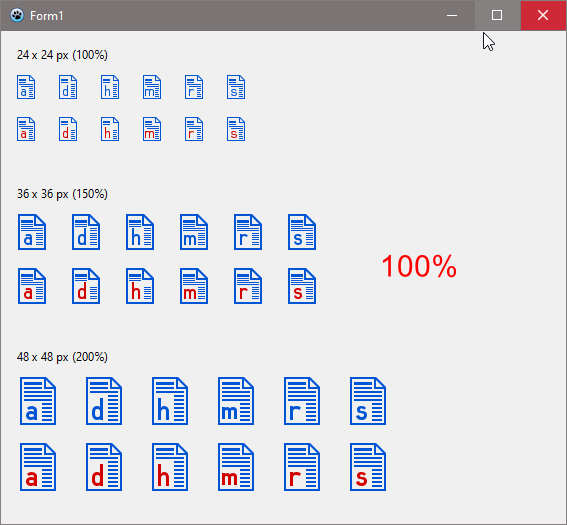 Form1
24 x 24 px (100%)
a d h m r s
a d h m r s
36 x 36 px (150%)
a d h m r s
a d h m r s
100%
48 x 48 px (200%)
a d h m r s
a d h m r s